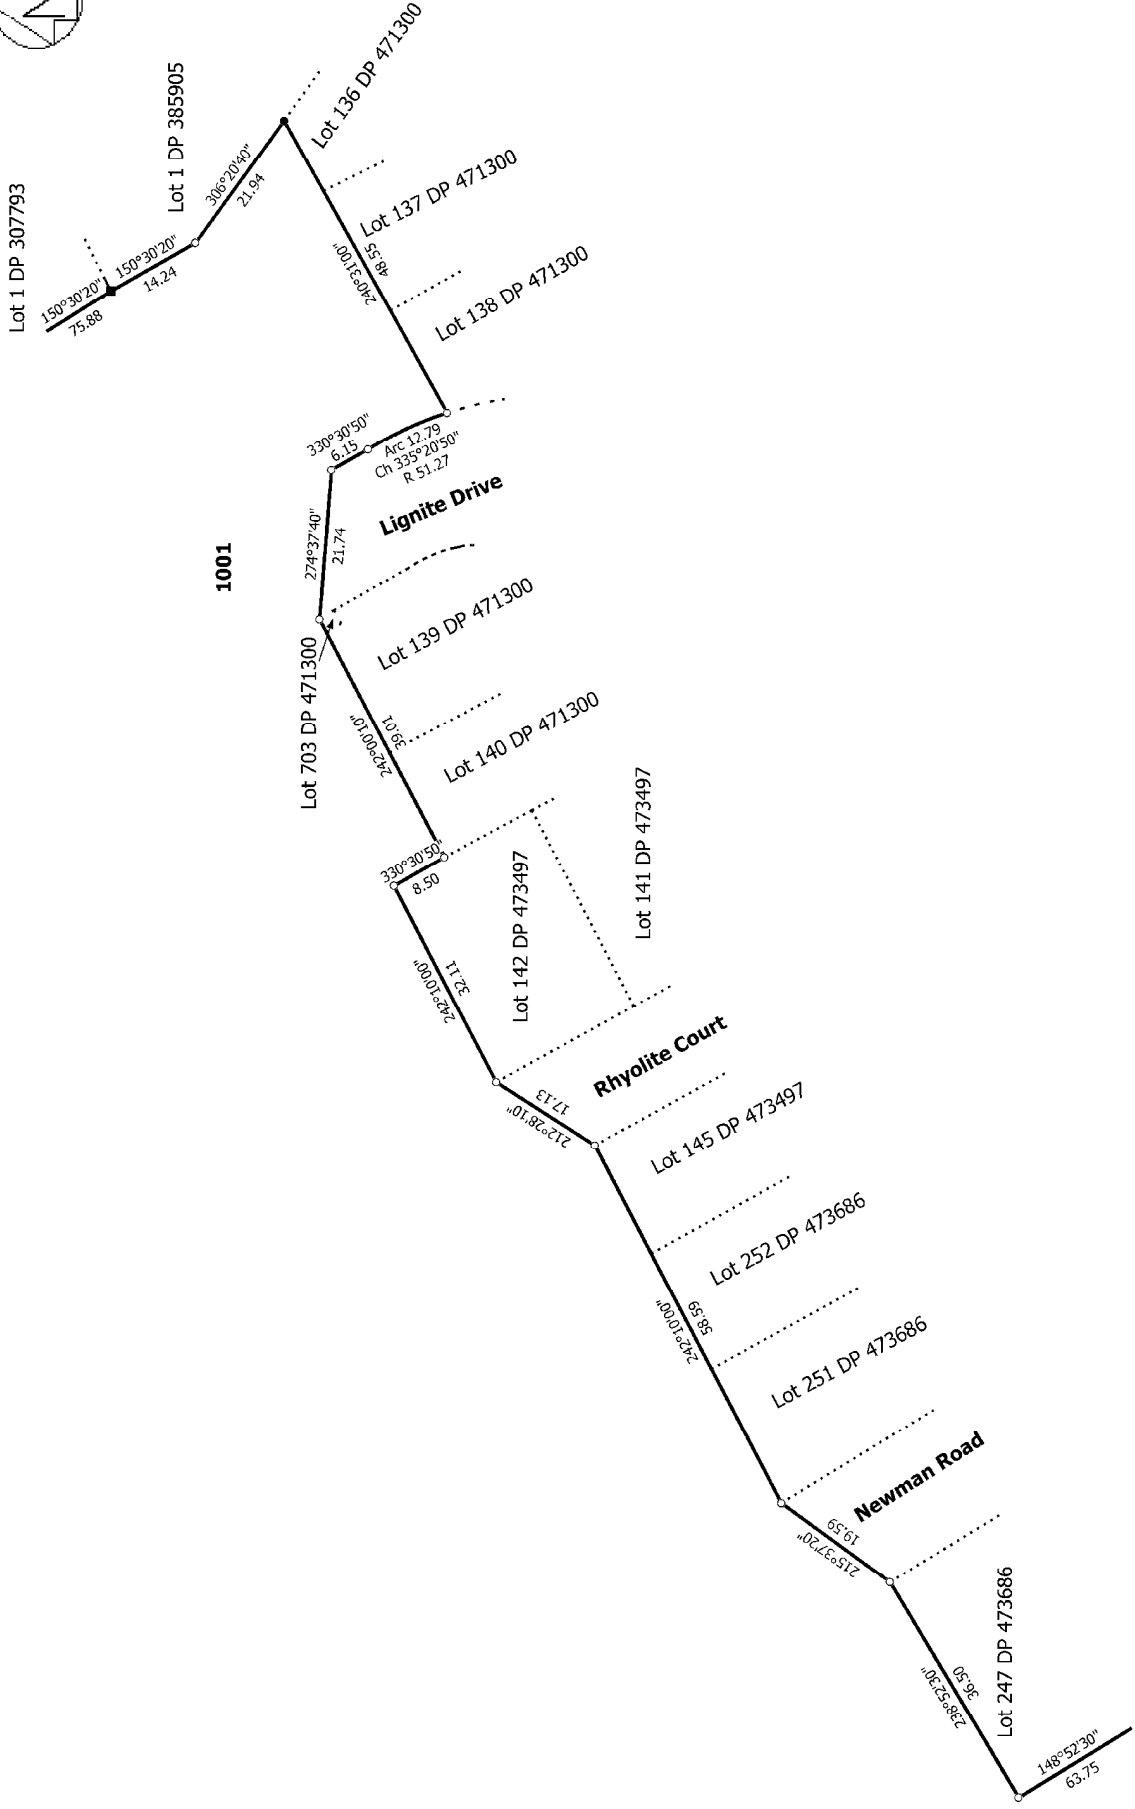 Lot 136 DP 471300
Lot 1 DP 385905
306°20'40"
21.94
Lot 137 DP 471300
Lot 1 DP 307793
150°30'20"
14.24
150°30'20"
75.88
240°31'00"
48.55
Lot 138 DP 471300
330°30'50"
6.15
Arc 12.79
Ch 335°20'50"
R 51.27
Lignite Drive
274°37'40"
21.74
1001
Lot 139 DP 471300
Lot 703 DP 471300
242°00'10"
39.01
Lot 140 DP 471300
Lot 141 DP 473497
330°30'50"
8.50
Lot 142 DP 473497
242°10'00"
32.11
Rhyolite Court
17.13
212°28'10"
Lot 145 DP 473497
Lot 252 DP 473686
242°10'00"
58.59
Lot 251 DP 473686
Newman Road
19.59
215°37'20"
Lot 247 DP 473686
238°52'30"
36.50
148°52'30"
63.75